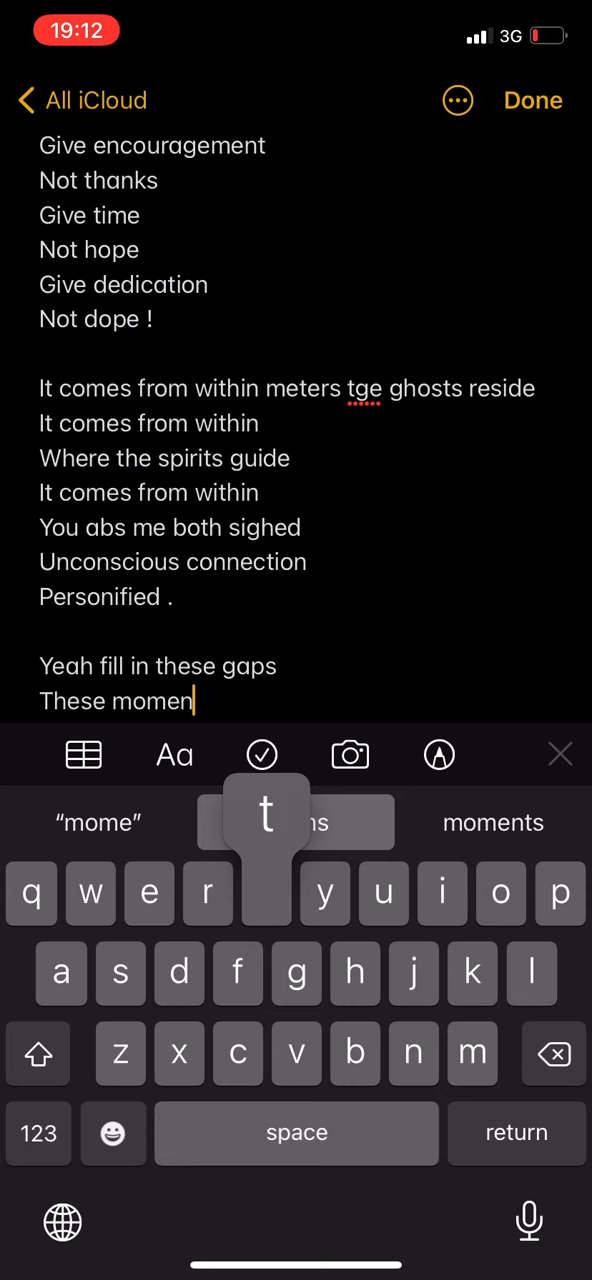 19:12
3G
All iCloud
Done
Give encouragement
Not thanks
Give time
Not hope
Give dedication
Not dope !
It comes from within meters tge ghosts reside
It comes from within
Where the spirits guide
It comes from within
You abs me both sighed
Unconscious connection
Personified .
Yeah fill in these gaps
These momen
Aa
“mome”
moments
t
q w e r y u i o p
a s d f g h j k l
z x c v b n m
123
space
return